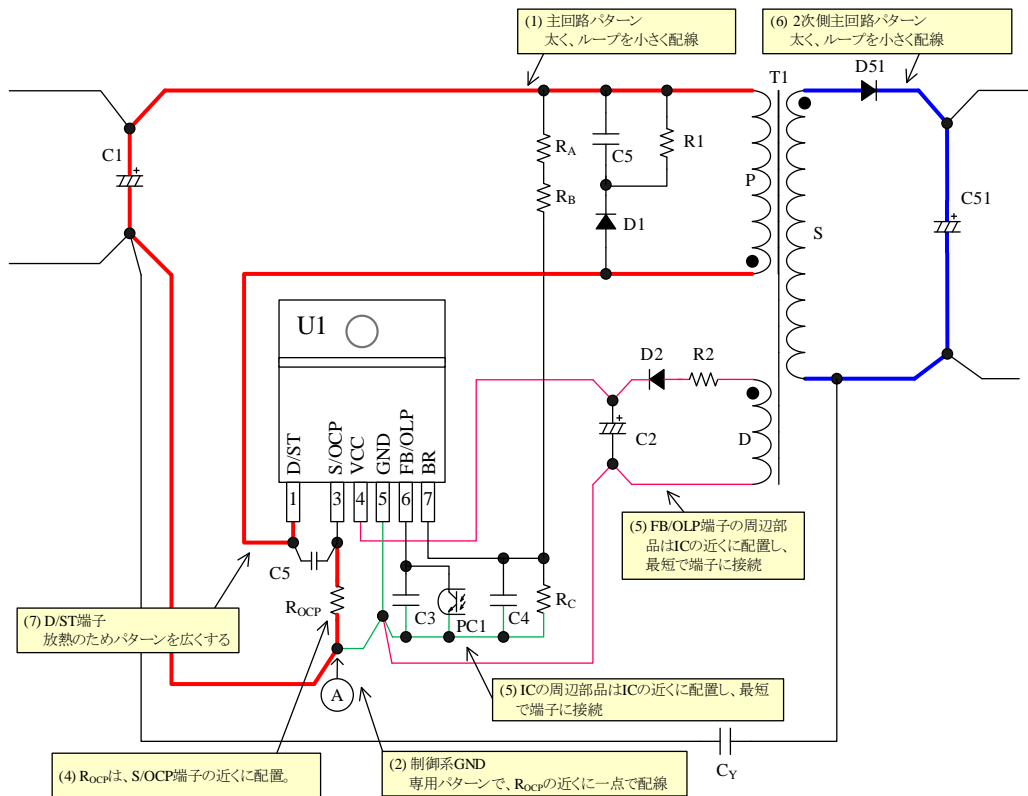 (1) 主回路パターン
太く、ループを小さく配線
(6) 2次側主回路パターン
太く、ループを小さく配線
T1
D51
C1
RA
RB
C5
R1
P
D1
S
C51
U1
D/ST
S/OCP
VCC
GND
FB/OLP
BR
1
3
4
5
6
7
D2
R2
C2
D
(5) FB/OLP端子の周辺部
品はICの近くに配置し、
最短で端子に接続
C5
ROCP
C3
PC1
C4
RC
(7) D/ST端子
放熱のためパターンを広くする
A
(5) ICの周辺部品はICの近くに配置し、最短
で端子に接続
(4) ROCPは、S/OCP端子の近くに配置。
(2) 制御系GND
専用パターンで、ROCPの近くに一点で配線
CY